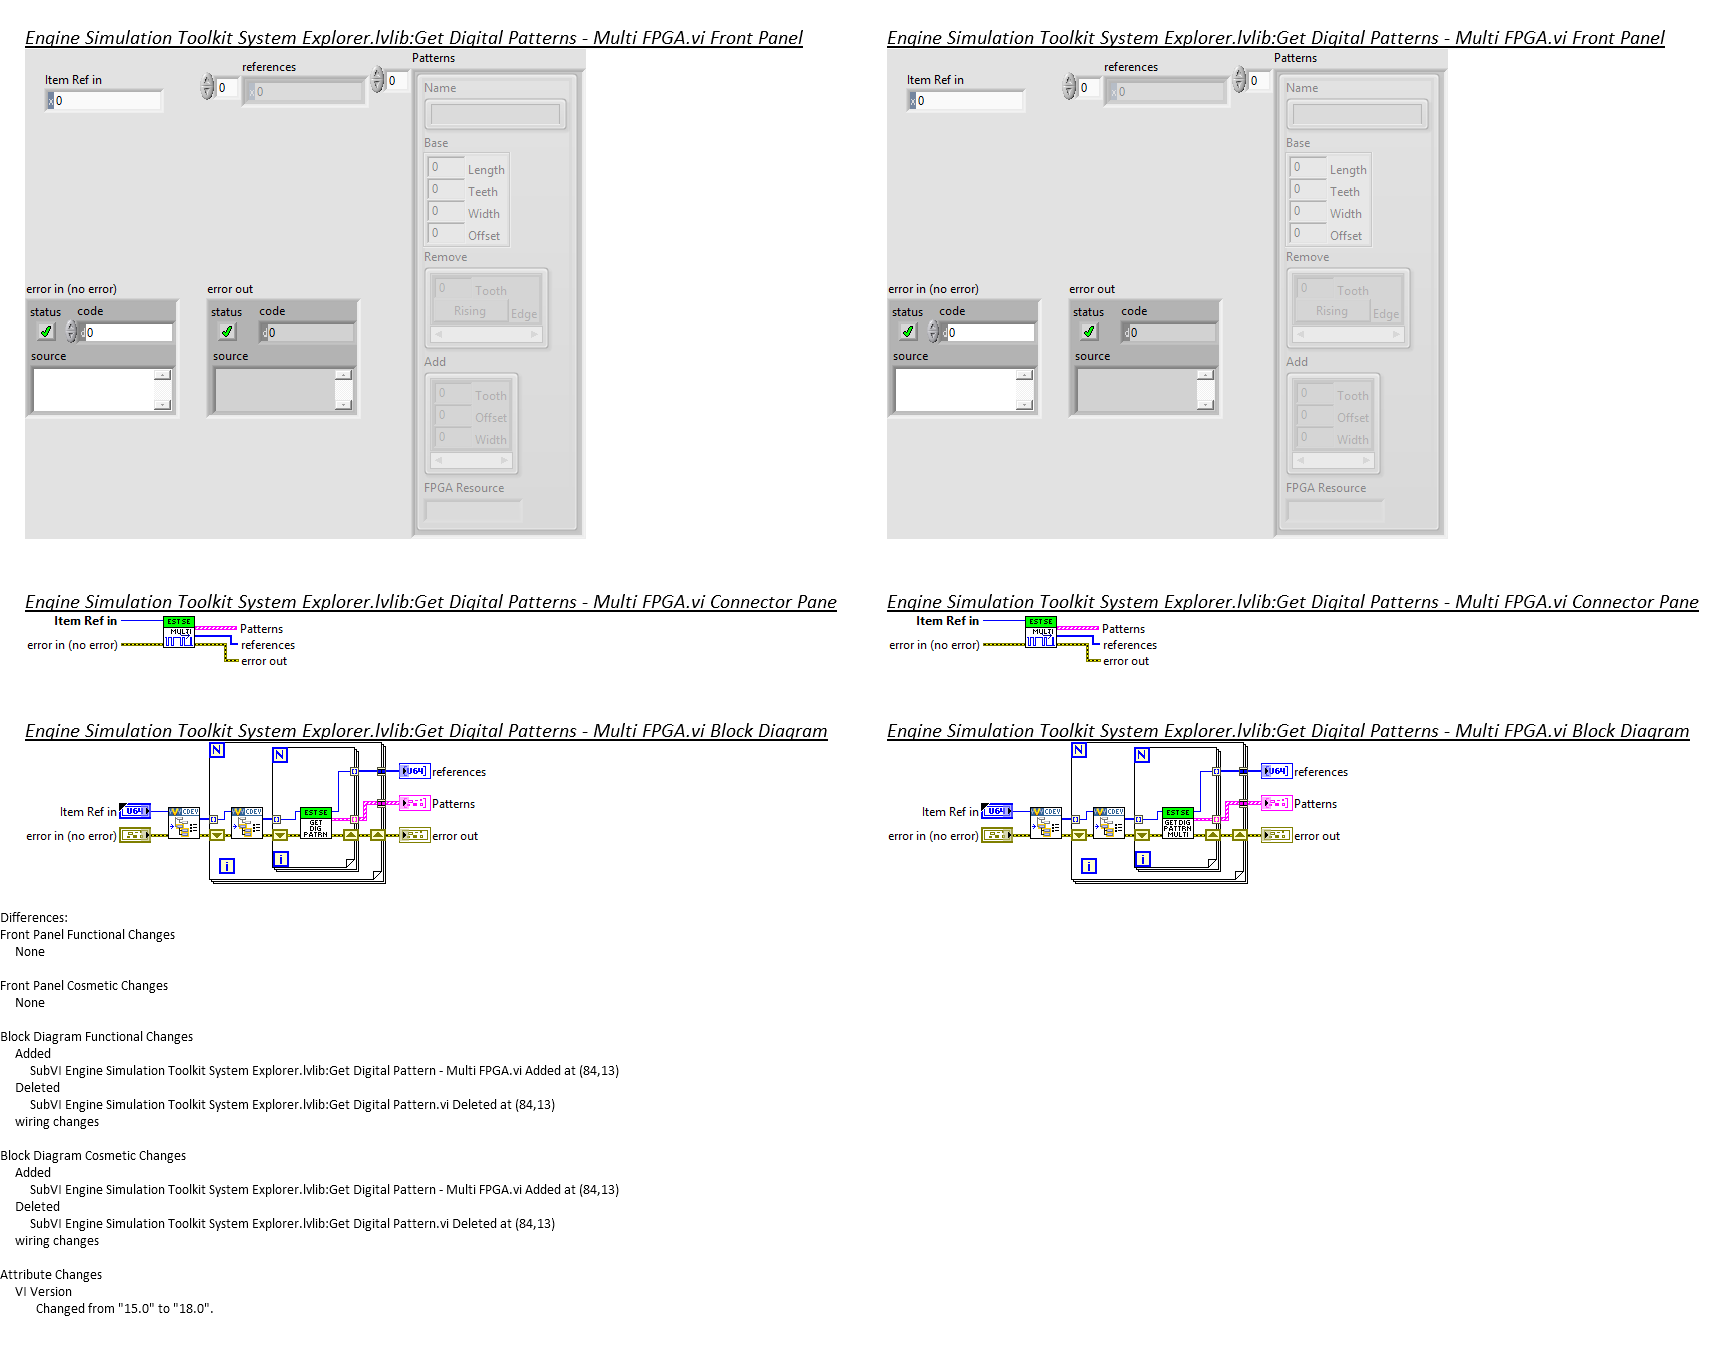 Engine Simulation Toolkit System Explorer.lvlib:Get Digital Patterns - Multi FPGA.vi Front Panel
Item Ref in
x 0
references
0
x 0
Patterns
0
Name
Base
0 Length
0 Teeth
0 Width
0 Offset
Remove
0 Tooth
Rising Edge
Add
0 Tooth
0 Offset
0 Width
FPGA Resource
error in (no error)
status code
d 0
source
error out
status code
d 0
source
Engine Simulation Toolkit System Explorer.lvlib:Get Digital Patterns - Multi FPGA.vi Front Panel
Item Ref in
x 0
references
0
x 0
Patterns
0
Name
Base
0 Length
0 Teeth
0 Width
0 Offset
Remove
0 Tooth
Rising Edge
Add
0 Tooth
0 Offset
0 Width
FPGA Resource
error in (no error)
status code
d 0
source
error out
status code
d 0
source
Engine Simulation Toolkit System Explorer.lvlib:Get Digital Patterns - Multi FPGA.vi Connector Pane
Item Ref in
error in (no error)
EST SE
MULTI
Patterns
references
error out
Engine Simulation Toolkit System Explorer.lvlib:Get Digital Patterns - Multi FPGA.vi Connector Pane
Item Ref in
error in (no error)
EST SE
MULTI
Patterns
references
error out
Engine Simulation Toolkit System Explorer.lvlib:Get Digital Patterns - Multi FPGA.vi Block Diagram
N
N
U64 references
Item Ref in U64
CDEV
CDEV
EST SE
GET
DIG
PATRN
Patterns
error in (no error)
error out
i
i
Engine Simulation Toolkit System Explorer.lvlib:Get Digital Patterns - Multi FPGA.vi Block Diagram
N
N
U64 references
Item Ref in U64
CDEV
CDEV
EST SE
GET DIG
PATTRN
MULTI
Patterns
error in (no error)
error out
i
i
Differences:
Front Panel Functional Changes
None
Front Panel Cosmetic Changes
None
Block Diagram Functional Changes
Added
SubVI Engine Simulation Toolkit System Explorer.lvlib:Get Digital Pattern - Multi FPGA.vi Added at (84,13)
Deleted
SubVI Engine Simulation Toolkit System Explorer.lvlib:Get Digital Pattern.vi Deleted at (84,13)
wiring changes
Block Diagram Cosmetic Changes
Added
SubVI Engine Simulation Toolkit System Explorer.lvlib:Get Digital Pattern - Multi FPGA.vi Added at (84,13)
Deleted
SubVI Engine Simulation Toolkit System Explorer.lvlib:Get Digital Pattern.vi Deleted at (84,13)
wiring changes
Attribute Changes
VI Version
Changed from "15.0" to "18.0".